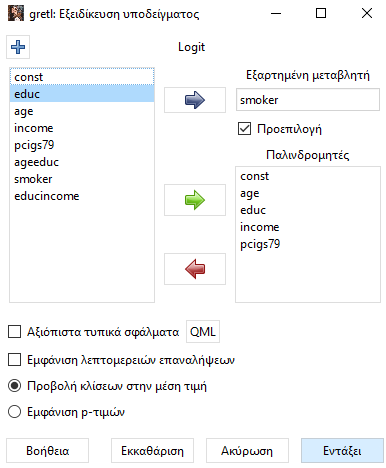 gretl: Εξειδίκευση υποδείγματος
Logit
const
educ
age
income
pcigs79
ageeduc
smoker
educincome
Εξαρτημένη μεταβλητή
smoker
Προεπιλογή
Παλινδρομητές
const
age
educ
income
pcigs79
Αξιόπιστα τυπικά σφάλματα QML
Εμφάνιση λεπτομερειών επαναλήψεων
Προβολή κλίσεων στην μέση τιμή
Εμφάνιση p-τιμών
Βοήθεια Εκκαθάριση Ακύρωση Εντάξει